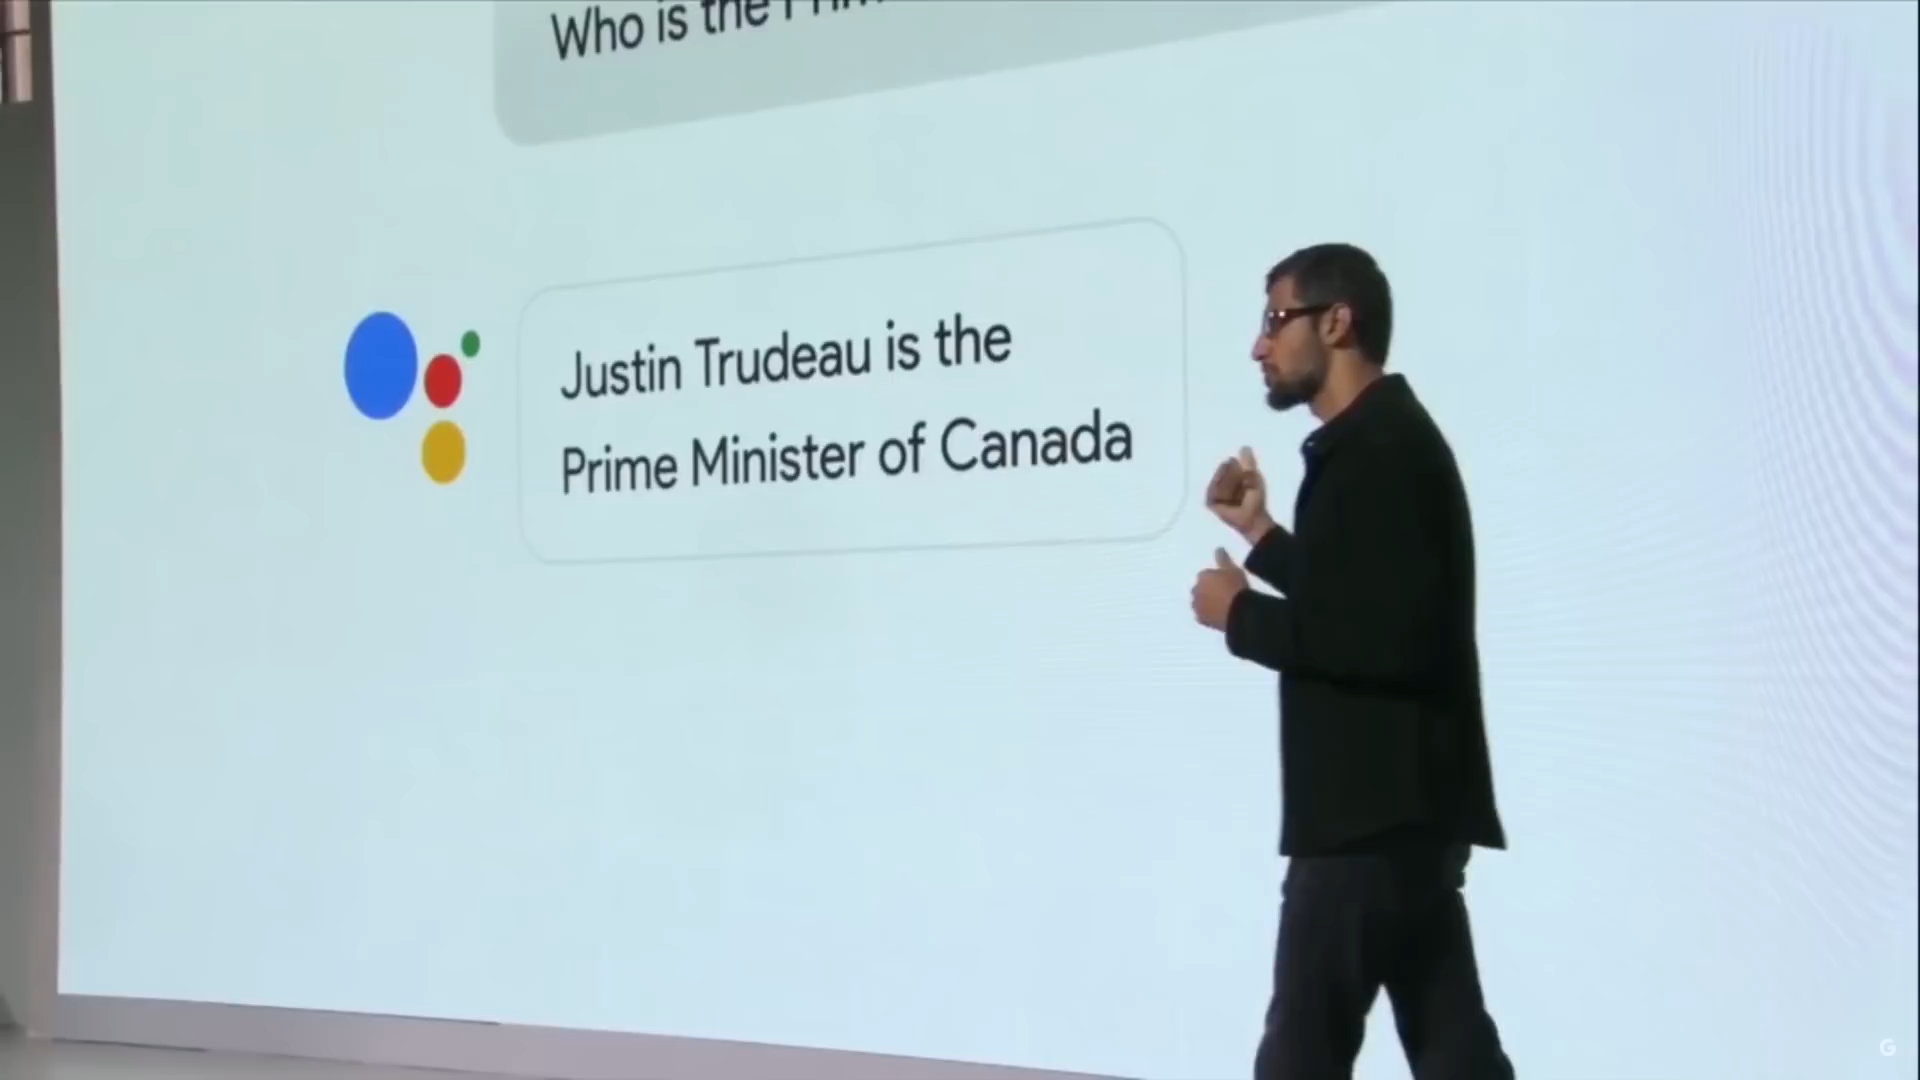 Who is the
Justin Trudeau is the
Prime Minister of Canada
G